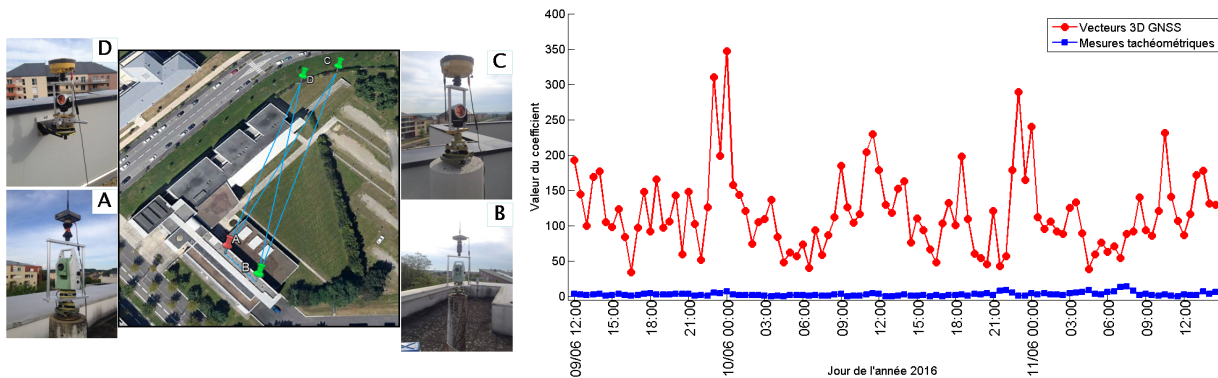 D
A
C
B
D
C
A
B
Vecteurs 3D GNSS
Mesures tachéométriques
Valeur du coefficient
400
350
300
250
200
150
100
50
0
09/06 12:00
15:00
18:00
21:00
10/06 00:00
03:00
06:00
09:00
12:00
15:00
18:00
21:00
11/06 00:00
03:00
06:00
09:00
12:00
Jour de l'année 2016